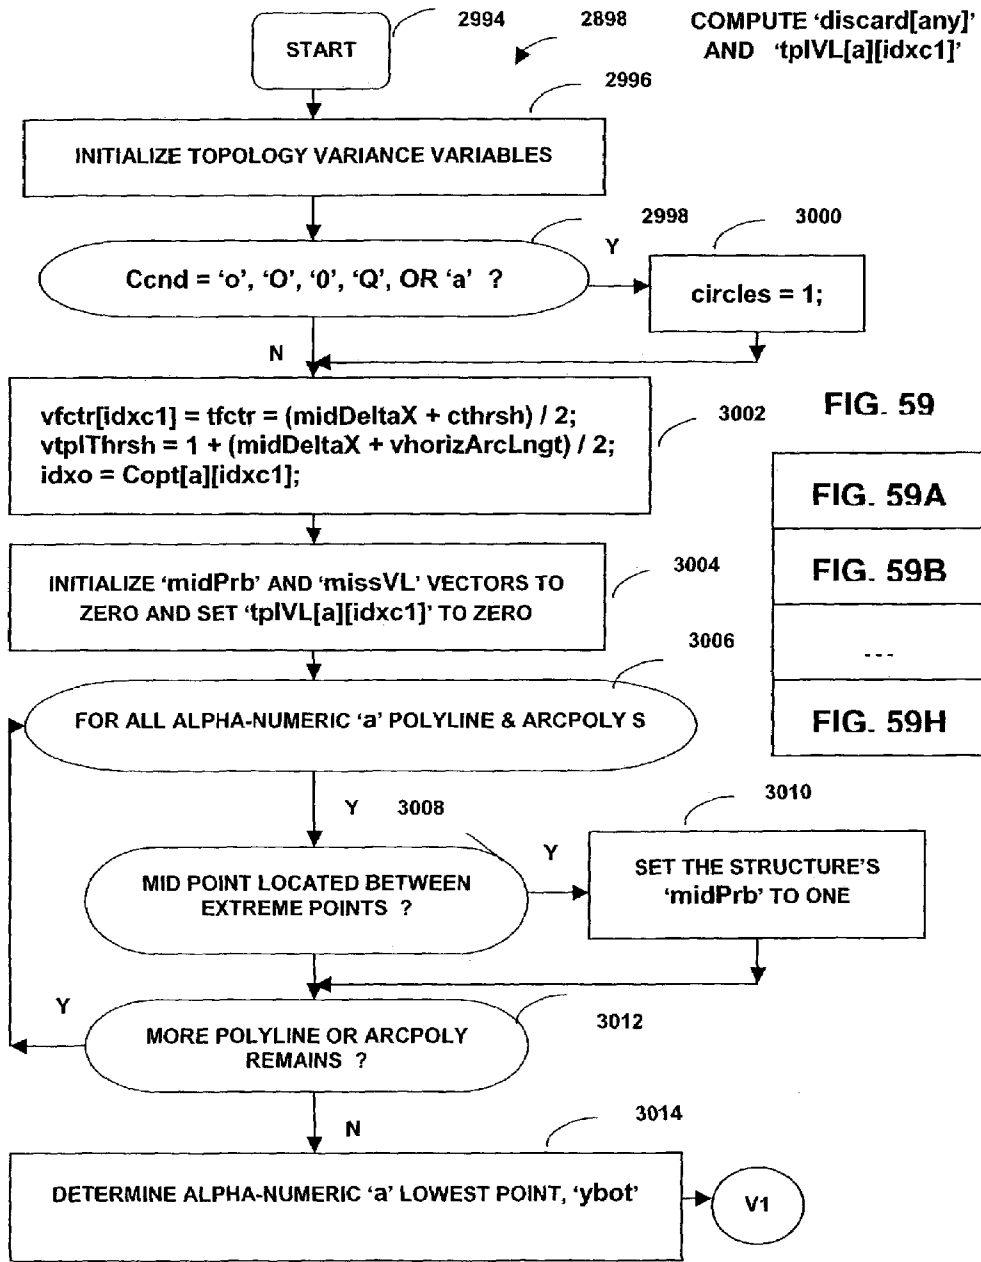 2994
2898
COMPUTE ‘discard[any]’
AND ‘tplVL[a][idxc1]’
START
2996
INITIALIZE TOPOLOGY VARIANCE VARIABLES
2998
3000
Y
Ccnd = ‘o’, ‘O’, ‘0’, ‘Q’, OR ‘a’ ?
circles = 1;
N
vfctr[idxc1] = tfctr = (midDeltaX + cthrsh) / 2;
vtplThrsh = 1 + (midDeltaX + vhorizArcLngt) / 2;
idxo = Copt[a][idxc1];
3002
FIG. 59
FIG. 59A
FIG. 59B
---
FIG. 59H
INITIALIZE ‘midPrb’ AND ‘missVL’ VECTORS TO
ZERO AND SET ‘tplVL[a][idxc1]’ TO ZERO
3004
3006
FOR ALL ALPHA-NUMERIC ‘a’ POLYLINE & ARCPOLY S
Y
3008
3010
MID POINT LOCATED BETWEEN
EXTREME POINTS ?
Y
SET THE STRUCTURE’S
‘midPrb’ TO ONE
Y
3012
MORE POLYLINE OR ARCPOLY
REMAINS ?
N
3014
DETERMINE ALPHA-NUMERIC ‘a’ LOWEST POINT, ‘ybot’
V1